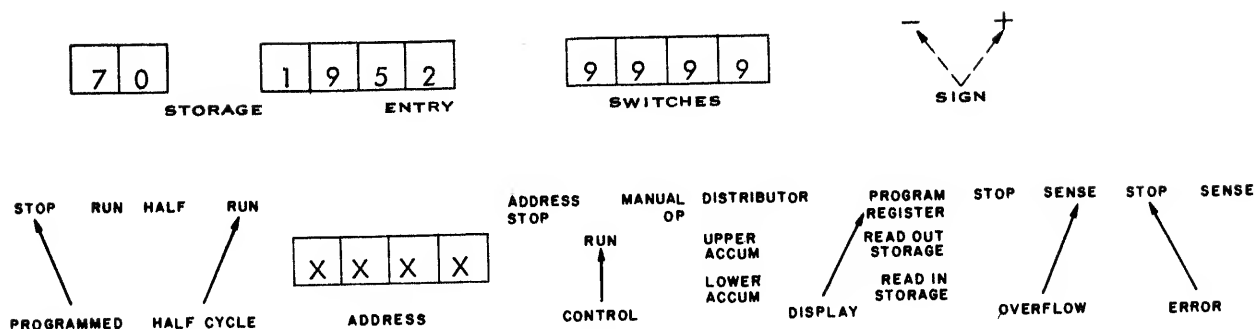 - +
7 0 1 9 5 2 9 9 9 9
STORAGE ENTRY SWITCHES SIGN
STOP RUN HALF RUN ADDRESS STOP MANUAL OP DISTRIBUTOR PROGRAM REGISTER STOP SENSE STOP SENSE
RUN UPPER ACCUM READ OUT STORAGE
X X X X
LOWER ACCUM READ IN STORAGE
PROGRAMMED HALF CYCLE ADDRESS CONTROL DISPLAY OVERFLOW ERROR